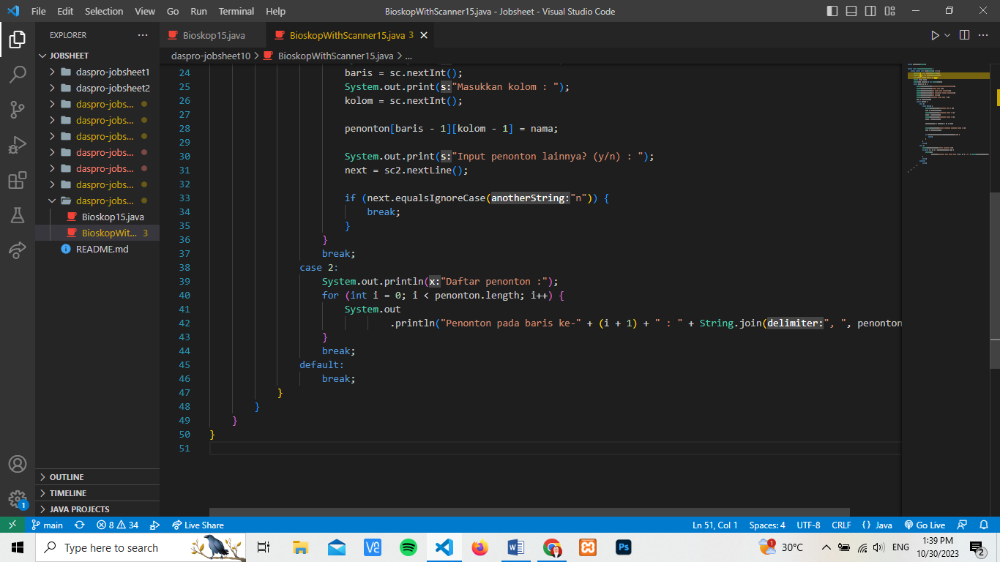 File Edit Selection View Go Run Terminal Help BioskopWithScanner15.java - Jobsheet - Visual Studio Code
EXPLORER
JOBSHEET
daspro-jobsheet1
daspro-jobsheet2
daspro-jobs...
daspro-jobs...
daspro-jobs...
daspro-jobs...
daspro-jobs...
daspro-jobs...
daspro-jobs...
Bioskop15.java
BioskopWit... 3
README.md
OUTLINE
TIMELINE
JAVA PROJECTS
Bioskop15.java BioskopWithScanner15.java 3
daspro-jobsheet10 > BioskopWithScanner15.java > ...
24 baris = sc.nextInt();
25 System.out.print(s:"Masukkan kolom : ");
26 kolom = sc.nextInt();
27
28 penonton[baris - 1][kolom - 1] = nama;
29
30 System.out.print(s:"Input penonton lainnya? (y/n) : ");
31 next = sc2.nextLine();
32
33 if (next.equalsIgnoreCase(anotherString:"n")) {
34 break;
35 }
36 }
37 break;
38 case 2:
39 System.out.println(x:"Daftar penonton :");
40 for (int i = 0; i < penonton.length; i++) {
41 System.out
42 .println("Penonton pada baris ke-" + (i + 1) + " : " + String.join(delimiter:", ", penonton
43 }
44 break;
45 default:
46 break;
47 }
48 }
49 }
50 }
51
1
main 8 34 Live Share Ln 51, Col 1 Spaces: 4 UTF-8 CRLF {} Java Go Live
Type here to search 1 30°C ENG 1:39 PM
10/30/2023 2